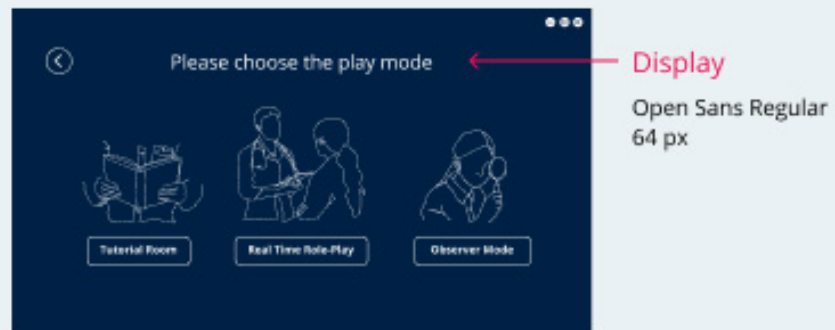 Please choose the play mode
Display
Open Sans Regular
64 px
Tutorial Room
Real Time Role-Play
Observer Mode